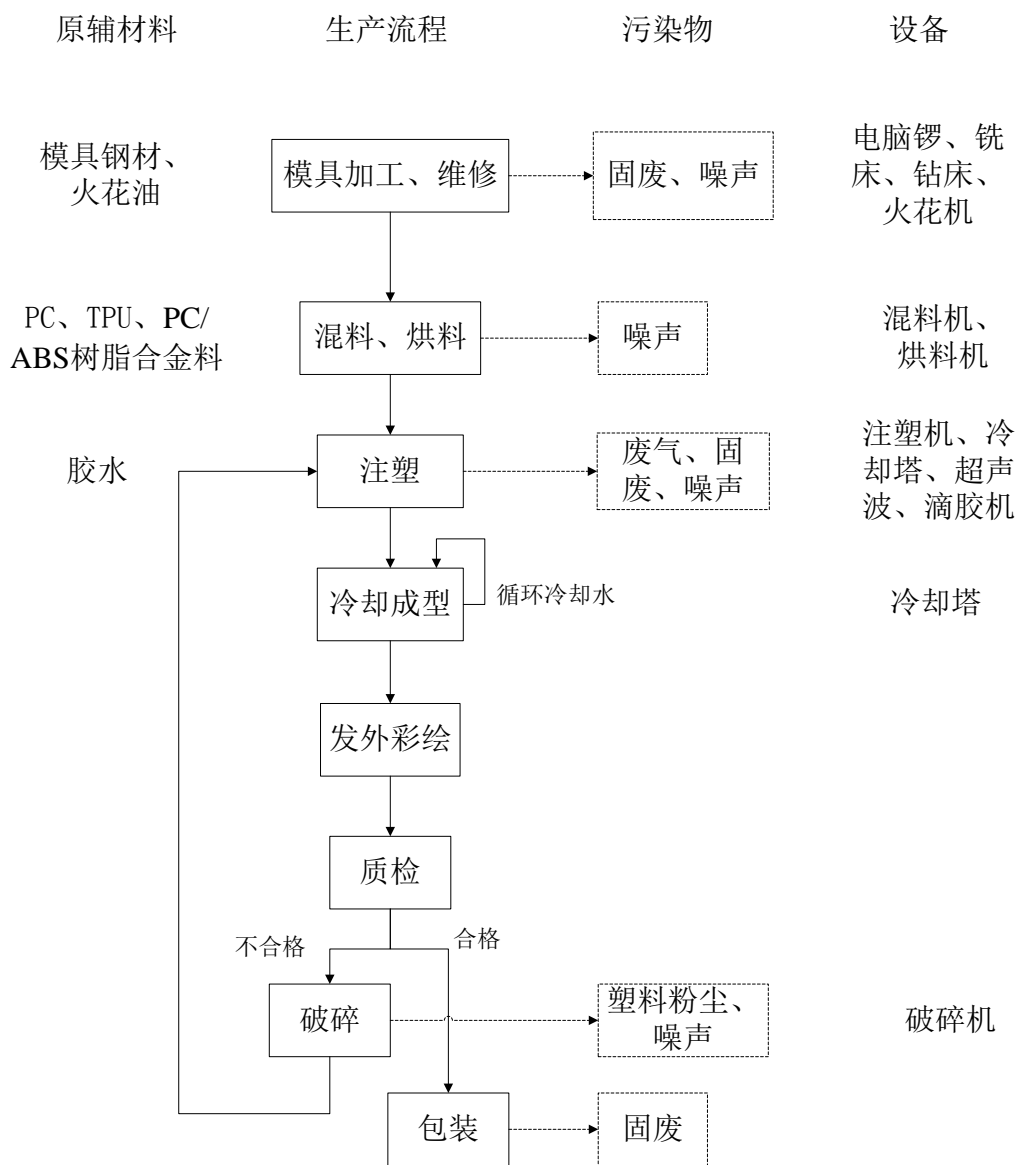 原辅材料
生产流程
污染物
设备
模具钢材、
火花油
模具加工、维修
固废、噪声
电脑锣、铣
床、钻床、
火花机
PC、TPU、PC/
ABS树脂合金料
混料、烘料
噪声
混料机、
烘料机
胶水
注塑
废气、固
废、噪声
注塑机、冷
却塔、超声
波、滴胶机
冷却成型
循环冷却水
冷却塔
发外彩绘
质检
不合格
合格
破碎
塑料粉尘、
噪声
破碎机
包装
固废